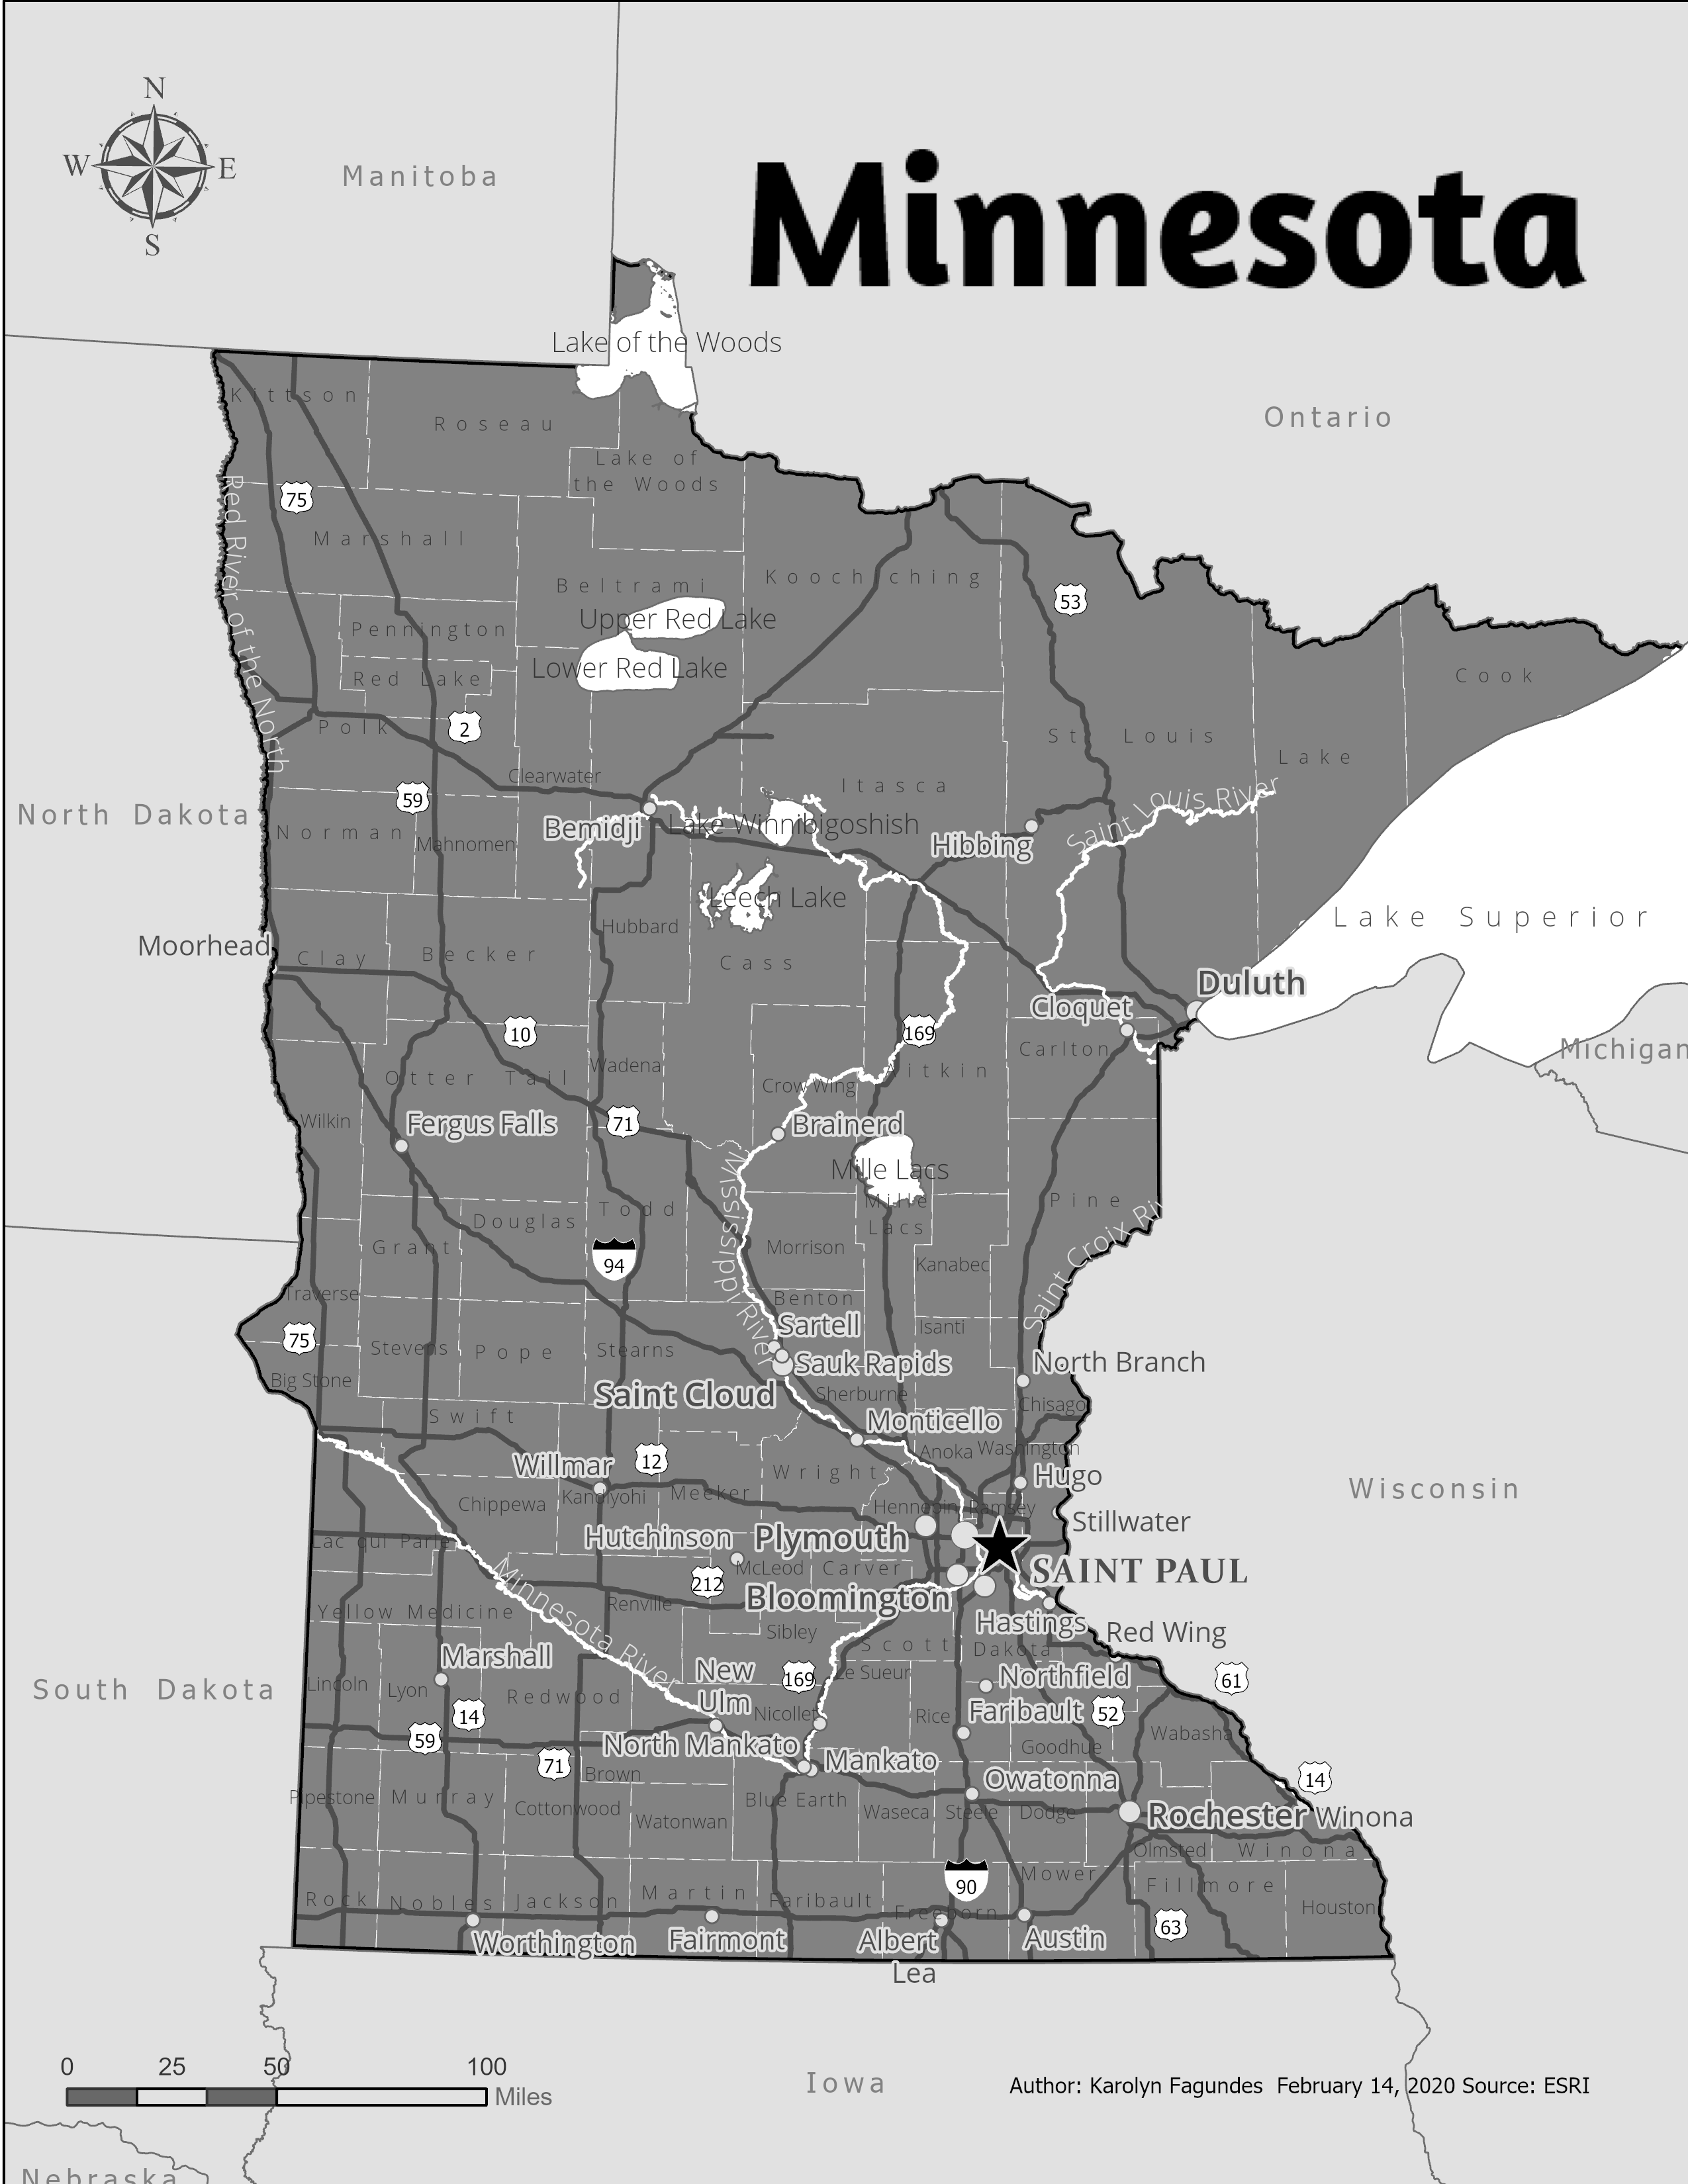 Minnesota
N
W
E
S
Manitoba
Ontario
Lake of the Woods
Kittson
Roseau
Lake of
the Woods
75
Red River of the North
Marshall
Beltrami
Koochiching
53
Upper Red Lake
Pennington
Lower Red Lake
Red Lake
Cook
Polk
2
St Louis
Lake
Clearwater
Itasca
59
North Dakota
Norman
Mahnomen
Bemidji
Lake Winnibigoshish
Hibbing
Saint Louis River
Leech Lake
Hubbard
Lake Superior
Moorhead
Clay
Becker
Cass
Duluth
Cloquet
10
169
Carlton
Michigan
Otter Tail
Wadena
Crow Wing
Aitkin
Wilkin
Fergus Falls
71
Brainerd
Mille Lacs
Mississippi River
Mille
Lacs
Pine
Saint Croix Ri
Douglas
Todd
Grant
Morrison
Kanabec
94
Traverse
Benton
75
Sartell
Isanti
Stevens
Pope
Stearns
Sauk Rapids
North Branch
Big Stone
Saint Cloud
Sherburne
Chisago
Swift
Monticello
Anoka
Washington
Willmar
12
Wright
Hugo
Wisconsin
Chippewa
Kandiyohi
Meeker
Hennepin
Ramsey
Stillwater
Lac qui Parle
Hutchinson
Plymouth
SAINT PAUL
212
McLeod
Carver
Minnesota River
Bloomington
Yellow Medicine
Renville
Sibley
Hastings
Red Wing
Scott
Dakota
Marshall
New
Ulm
169
Le Sueur
Northfield
61
South Dakota
Lincoln
Lyon
Redwood
Nicollet
Rice
Faribault
52
14
59
North Mankato
Goodhue
Wabasha
71
Brown
Mankato
Owatonna
14
Pipestone
Murray
Cottonwood
Watonwan
Blue Earth
Waseca
Steele
Dodge
Rochester
Winona
Olmsted
Winona
90
Mower
Fillmore
Rock
Nobles
Jackson
Martin
Faribault
Freeborn
Houston
63
Worthington
Fairmont
Albert
Lea
Austin
0 25 50 100
Miles
Iowa
Author: Karolyn Fagundes February 14, 2020 Source: ESRI
Nebraska